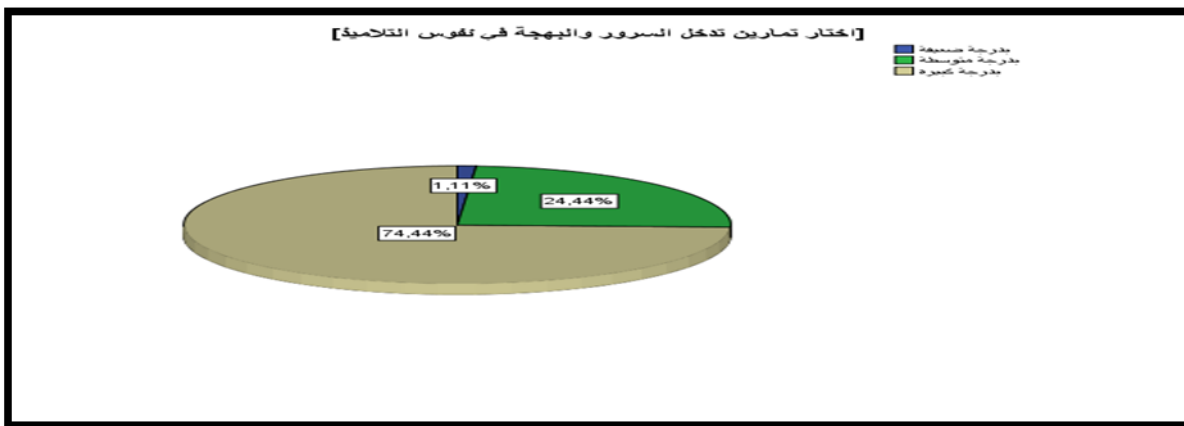 [اختار تمارين تدخل السرور والبهجة في نفوس التلاميذ]
بدرجة ضعيفة
بدرجة متوسطة
بدرجة كبيرة
1,11%
24,44%
74,44%